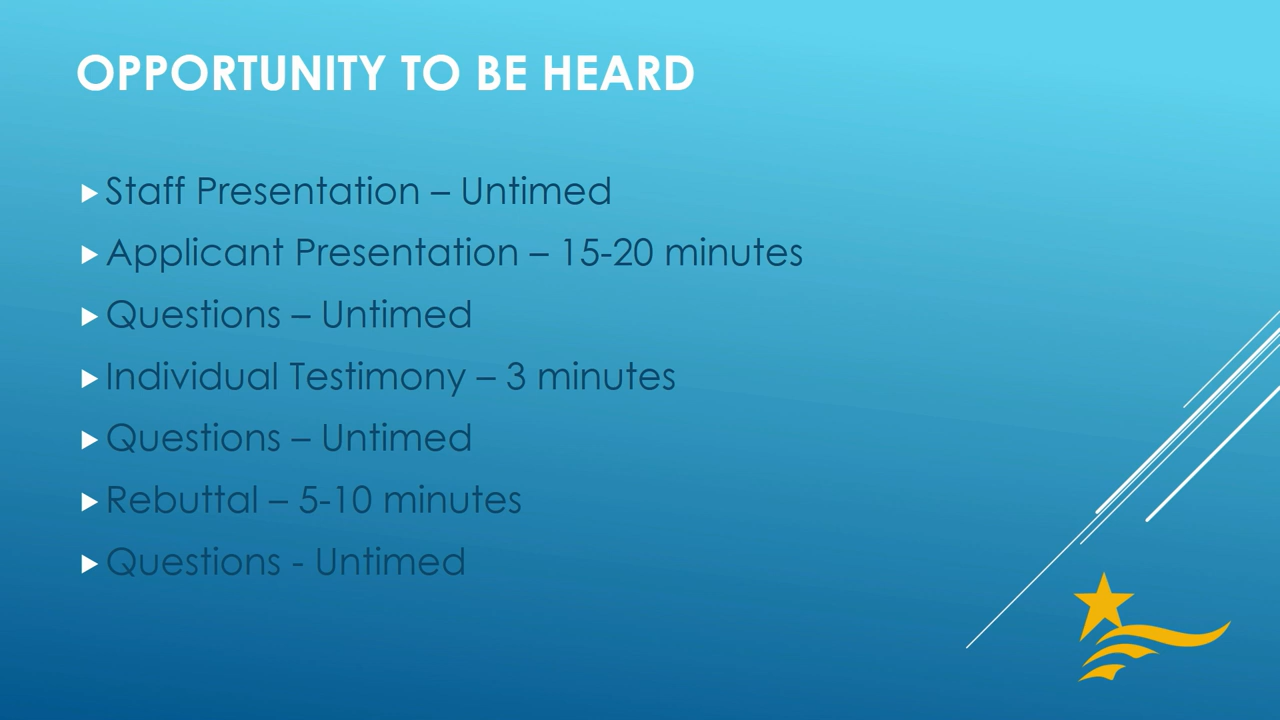 OPPORTUNITY TO BE HEARD
Staff Presentation – Untimed
Applicant Presentation – 15-20 minutes
Questions – Untimed
Individual Testimony – 3 minutes
Questions – Untimed
Rebuttal – 5-10 minutes
Questions - Untimed